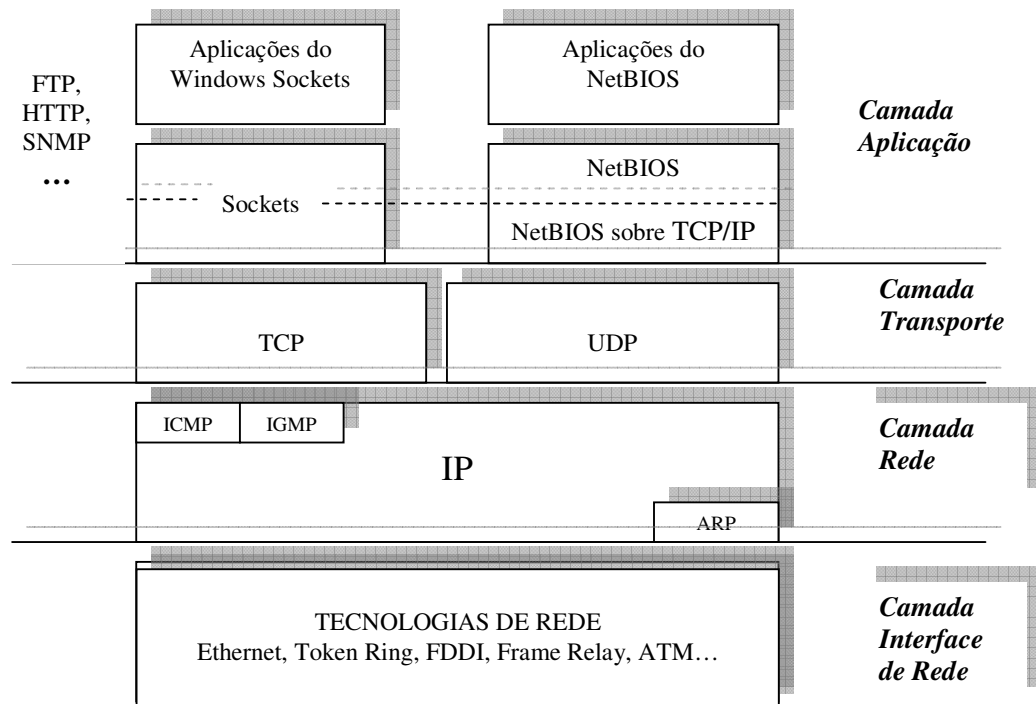 Aplicações do
Windows Sockets
Aplicações do
NetBIOS
FTP,
HTTP,
SNMP
...
Camada
Aplicação
Sockets
NetBIOS
NetBIOS sobre TCP/IP
TCP
UDP
Camada
Transporte
ICMP
IGMP
IP
ARP
Camada
Rede
TECNOLOGIAS DE REDE
Ethernet, Token Ring, FDDI, Frame Relay, ATM…
Camada
Interface
de Rede